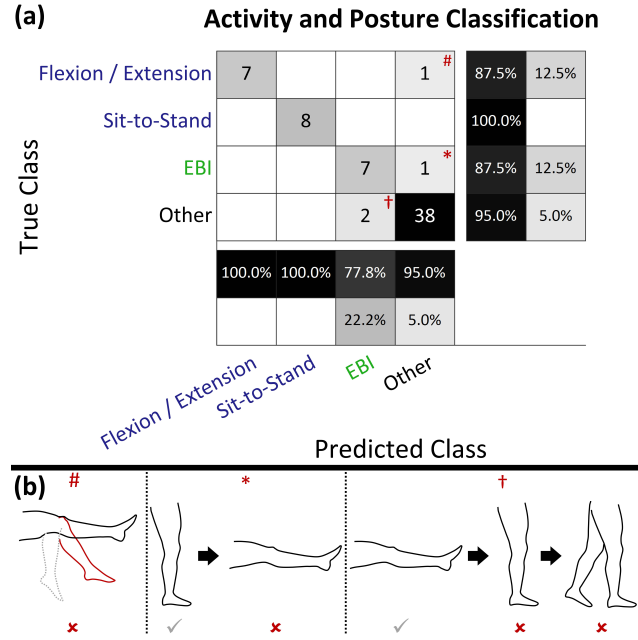 (a)
Activity and Posture Classification
Flexion / Extension 7 1 # 87.5% 12.5%
Sit-to-Stand 8 100.0%
EBI 7 1 * 87.5% 12.5%
Other 2 † 38 95.0% 5.0%
True Class
100.0% 100.0% 77.8% 95.0%
22.2% 5.0%
Flexion / Extension
Sit-to-Stand
EBI
Other
Predicted Class
(b)
# * †
✘ ✓ ✘ ✓ ✘ ✘